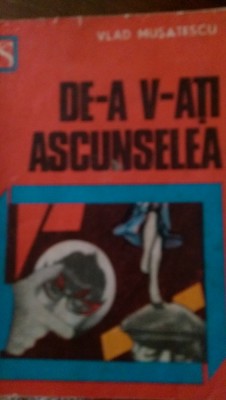 VLAD MUȘATESCU
S
DE-A V-AȚI
ASCUNSELEA